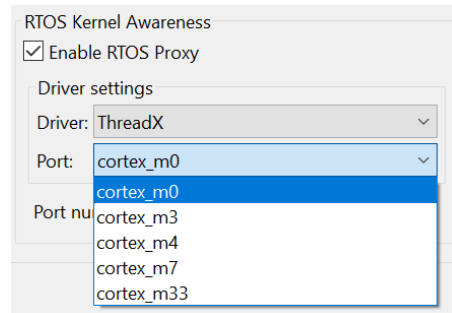 RTOS Kernel Awareness
Enable RTOS Proxy
Driver settings
Driver: ThreadX
Port: cortex_m0
cortex_m0
Port nu
cortex_m3
cortex_m4
cortex_m7
cortex_m33